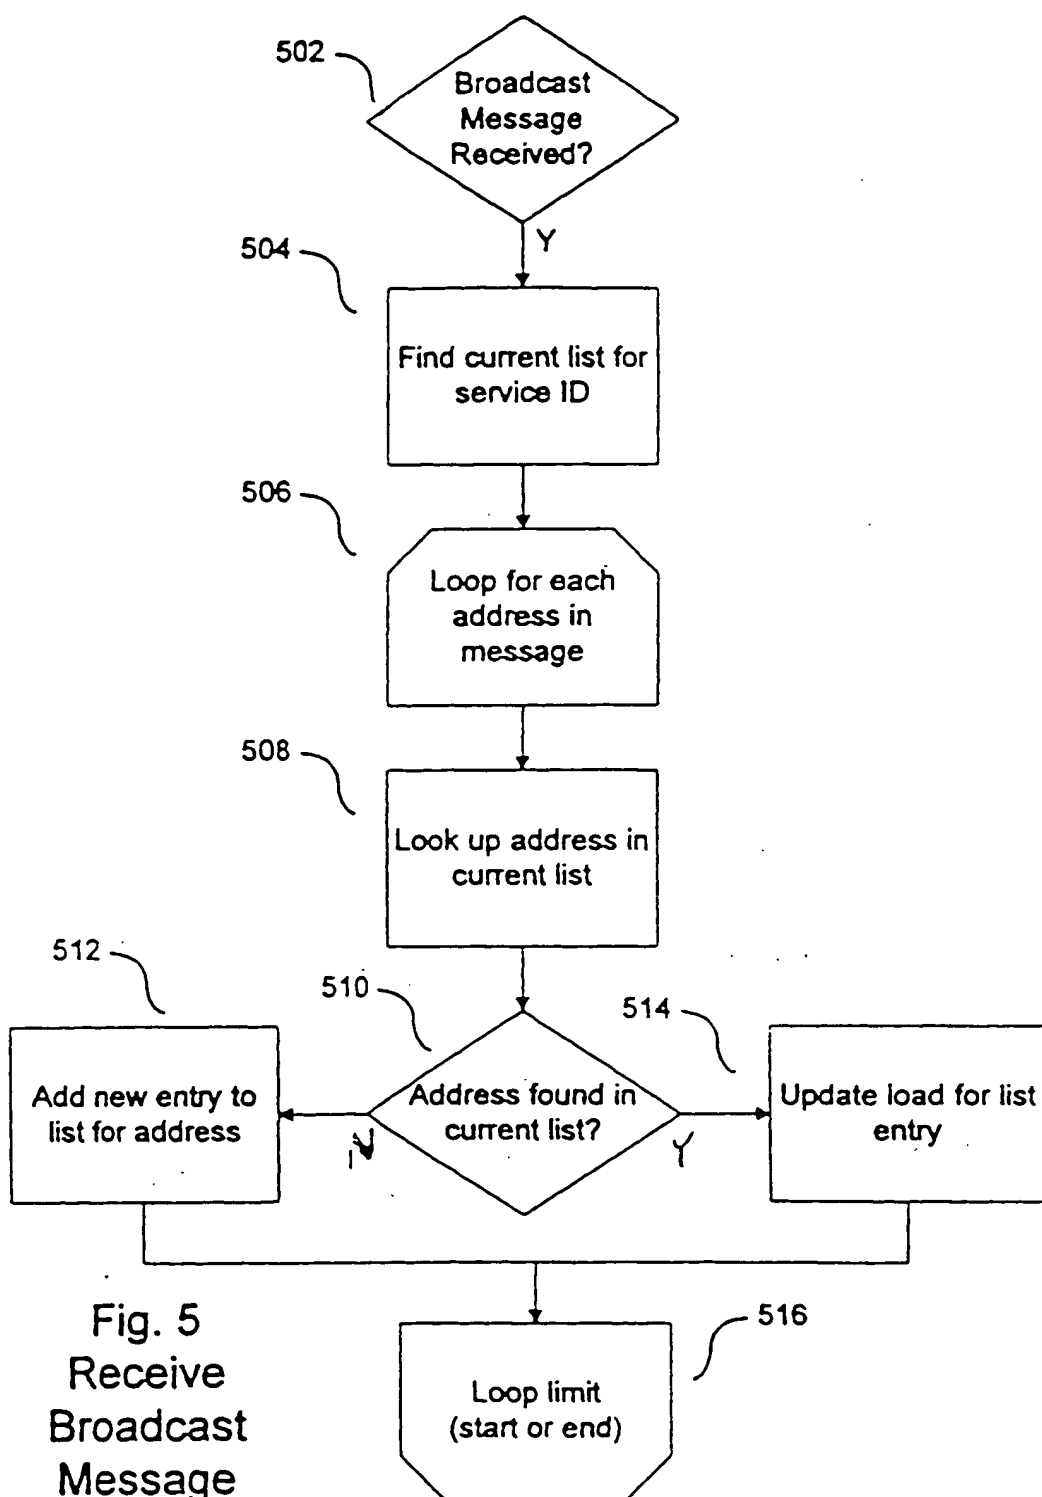 502
Broadcast
Message
Received?
Y
504
Find current list for
service ID
506
Loop for each
address in
message
508
Look up address in
current list
510
Address found in
current list?
N
Y
512
Add new entry to
list for address
514
Update load for list
entry
516
Loop limit
(start or end)
Fig. 5
Receive
Broadcast
Message